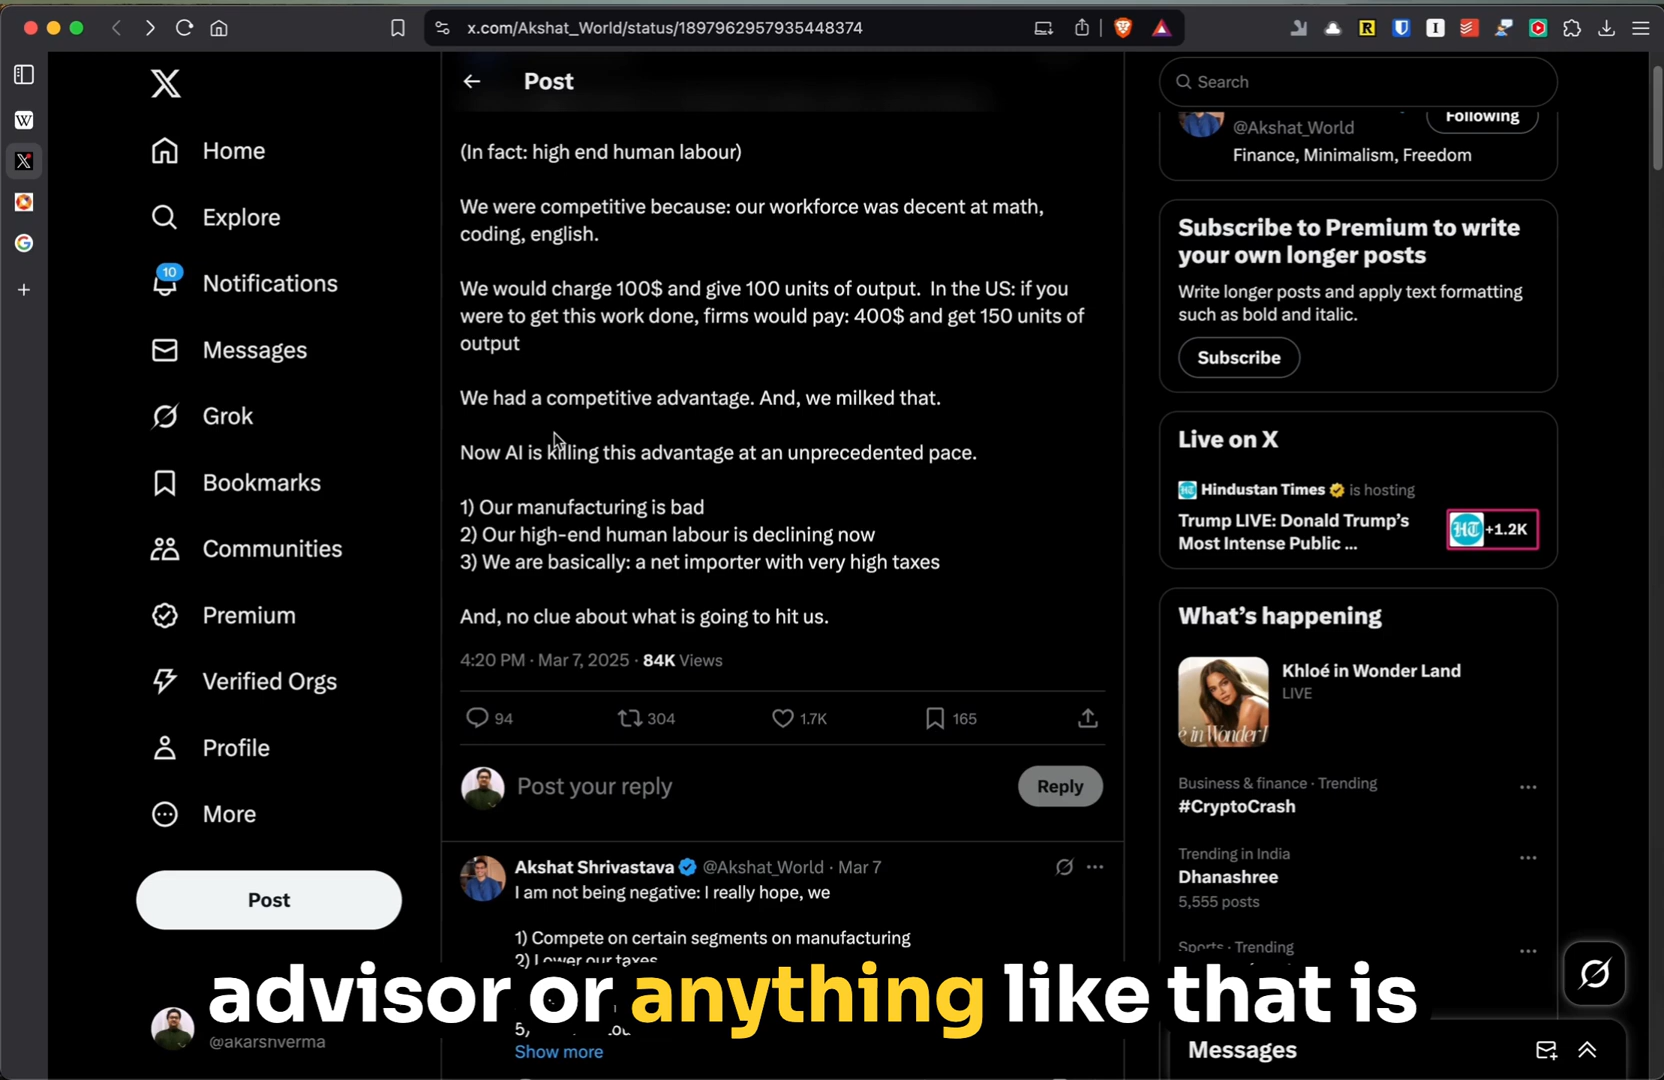 x.com/Akshat_World/status/1897962957935448374
Home
Explore
10
Notifications
Messages
Grok
Bookmarks
Communities
Premium
Verified Orgs
Profile
More
Post
@akarsnverma
Post
(In fact: high end human labour)
We were competitive because: our workforce was decent at math,
coding, english.
We would charge 100$ and give 100 units of output. In the US: if you
were to get this work done, firms would pay: 400$ and get 150 units of
output
We had a competitive advantage. And, we milked that.
Now AI is killing this advantage at an unprecedented pace.
1) Our manufacturing is bad
2) Our high-end human labour is declining now
3) We are basically: a net importer with very high taxes
And, no clue about what is going to hit us.
4:20 PM · Mar 7, 2025 · 84K Views
94
304
1.7K
165
Post your reply
Reply
Akshat Shrivastava @Akshat_World · Mar 7
I am not being negative: I really hope, we
1) Compete on certain segments on manufacturing
2) Lower our taxes
5)
Show more
Search
@Akshat_World
Following
Finance, Minimalism, Freedom
Subscribe to Premium to write
your own longer posts
Write longer posts and apply text formatting
such as bold and italic.
Subscribe
Live on X
Hindustan Times is hosting
Trump LIVE: Donald Trump's
Most Intense Public ...
HT +1.2K
What's happening
Khloé in Wonder Land
LIVE
Business & finance · Trending
#CryptoCrash
Trending in India
Dhanashree
5,555 posts
Sports · Trending
Messages
advisor or anything like that is